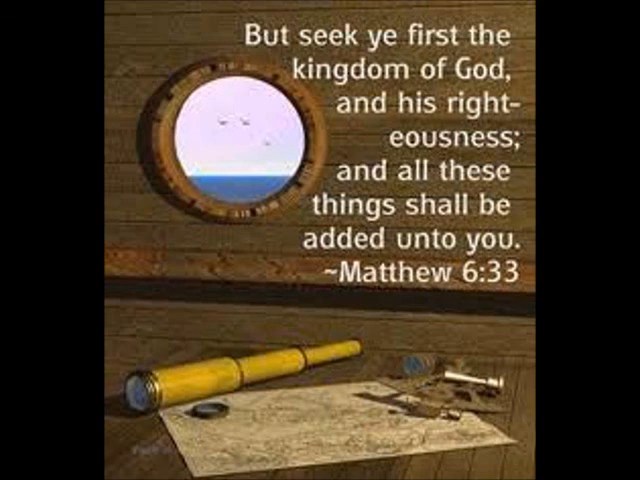 But seek ye first the
kingdom of God,
and his right-
eousness;
and all these
things shall be
added unto you.
~Matthew 6:33